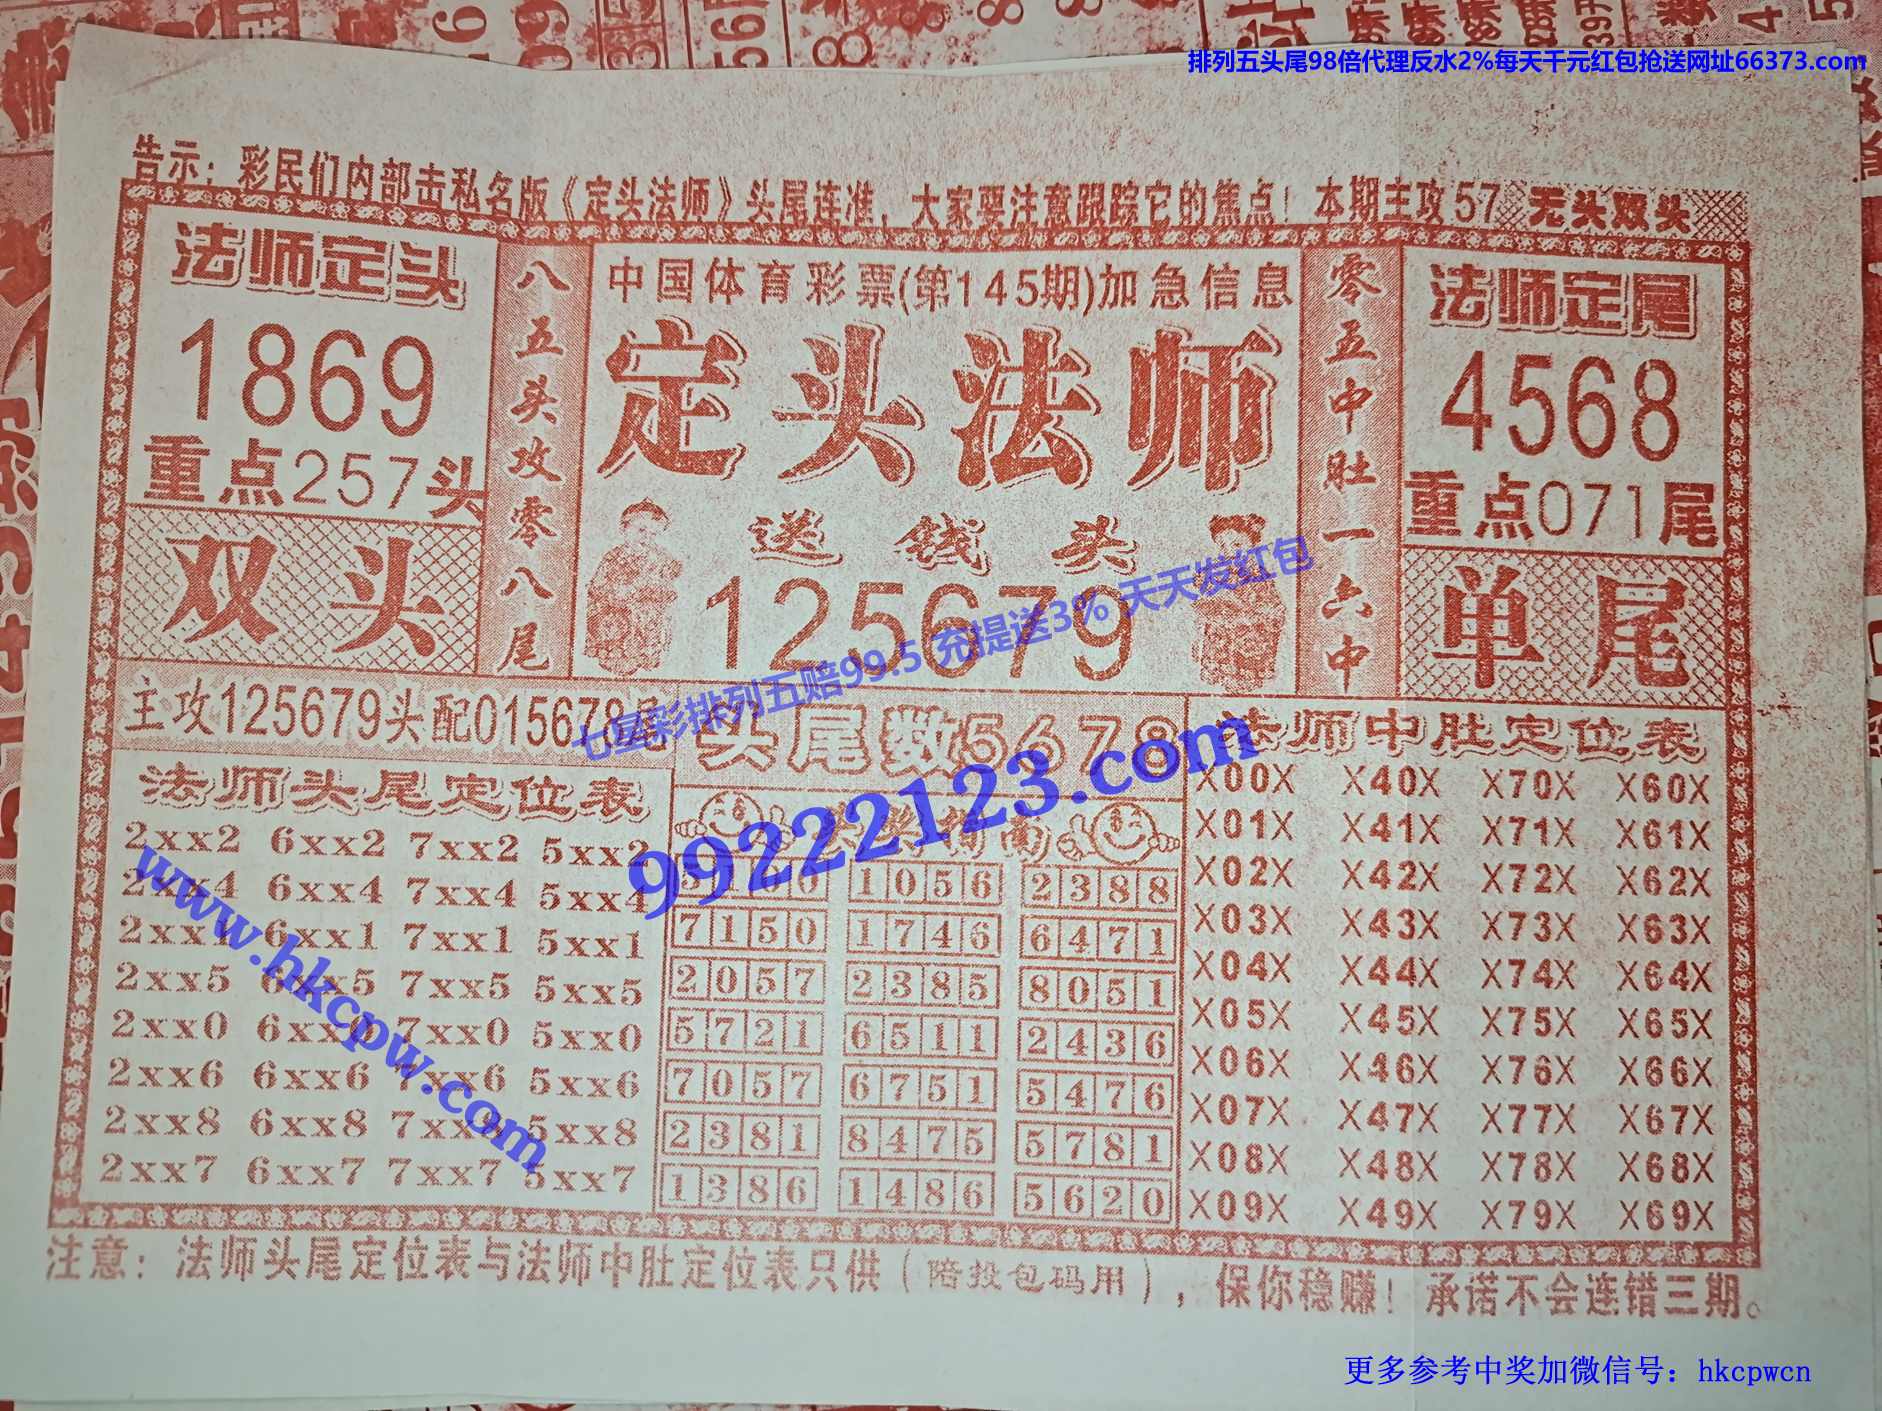 排列五头尾98倍代理反水2%每天千元红包抢送网址66373.com
告示：彩民们内部击私名版《定头法师》头尾连准，大家要注意跟踪它的焦点！本期主攻57 无头双头
法师定头
1869
重点257头
双头
八五头攻零八尾
中国体育彩票(第145期)加急信息
定头法师
送钱头
125679
零五中肚一六中
法师定尾
4568
重点071尾
单尾
七星彩排列五赔99.5 充提送3% 天天发红包
主攻125679头配015678尾
头尾数5678
99222123.com
www.hkcpw.com
法师头尾定位表
2xx2 6xx2 7xx2 5xx2
2xx4 6xx4 7xx4 5xx4
2xx1 6xx1 7xx1 5xx1
2xx5 6xx5 7xx5 5xx5
2xx0 6xx0 7xx0 5xx0
2xx6 6xx6 7xx6 5xx6
2xx8 6xx8 7xx8 5xx8
2xx7 6xx7 7xx7 5xx7
1056 2388
7150 1746 6471
2057 2385 8051
5721 6511 2436
7057 6751 5476
2381 8475 5781
1386 1486 5620
法师中肚定位表
X00X X40X X70X X60X
X01X X41X X71X X61X
X02X X42X X72X X62X
X03X X43X X73X X63X
X04X X44X X74X X64X
X05X X45X X75X X65X
X06X X46X X76X X66X
X07X X47X X77X X67X
X08X X48X X78X X68X
X09X X49X X79X X69X
注意：法师头尾定位表与法师中肚定位表只供（陪投包码用），保你稳赚！承诺不会连错三期。
更多参考中奖加微信号：hkcpwcn